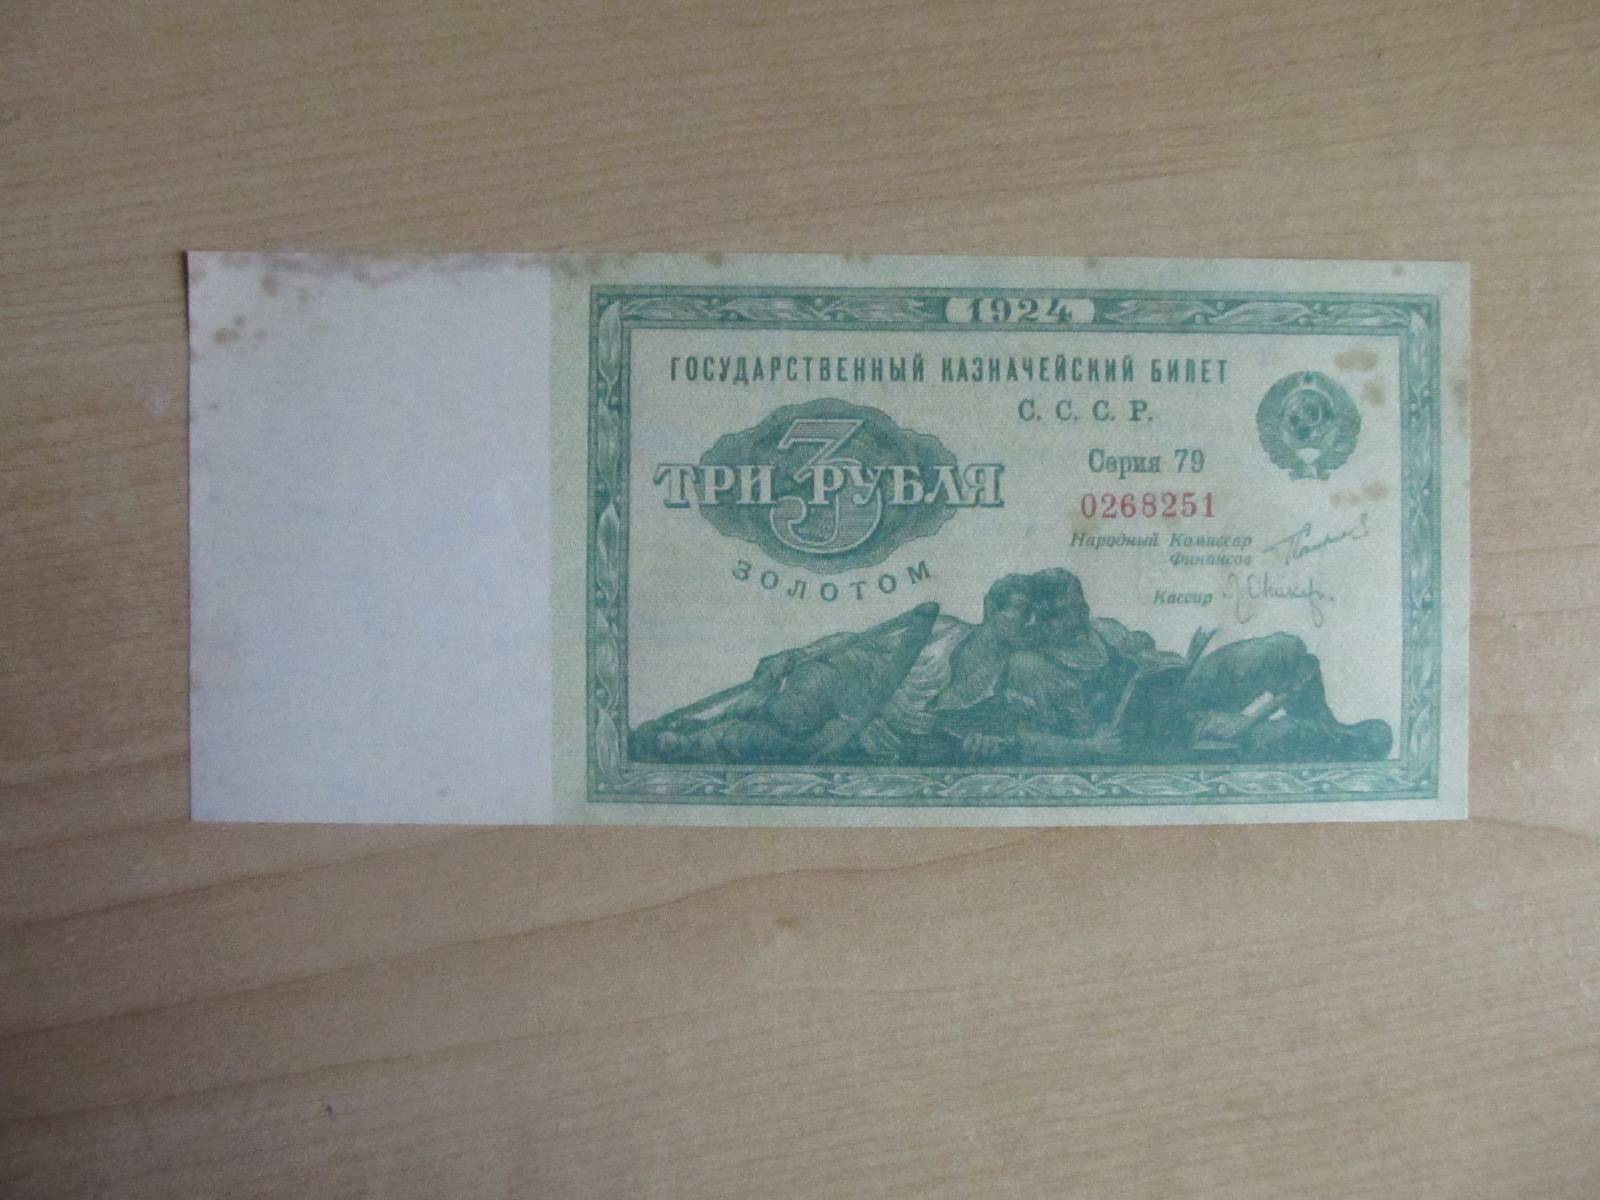 1924
ГОСУДАРСТВЕННЫЙ КАЗНАЧЕЙСКИЙ БИЛЕТ
С. С. С. Р.
3
ТРИ РУБЛЯ
ЗОЛОТОМ
Серия 79
0268251
Народный Комиссар
Финансов
Кассир